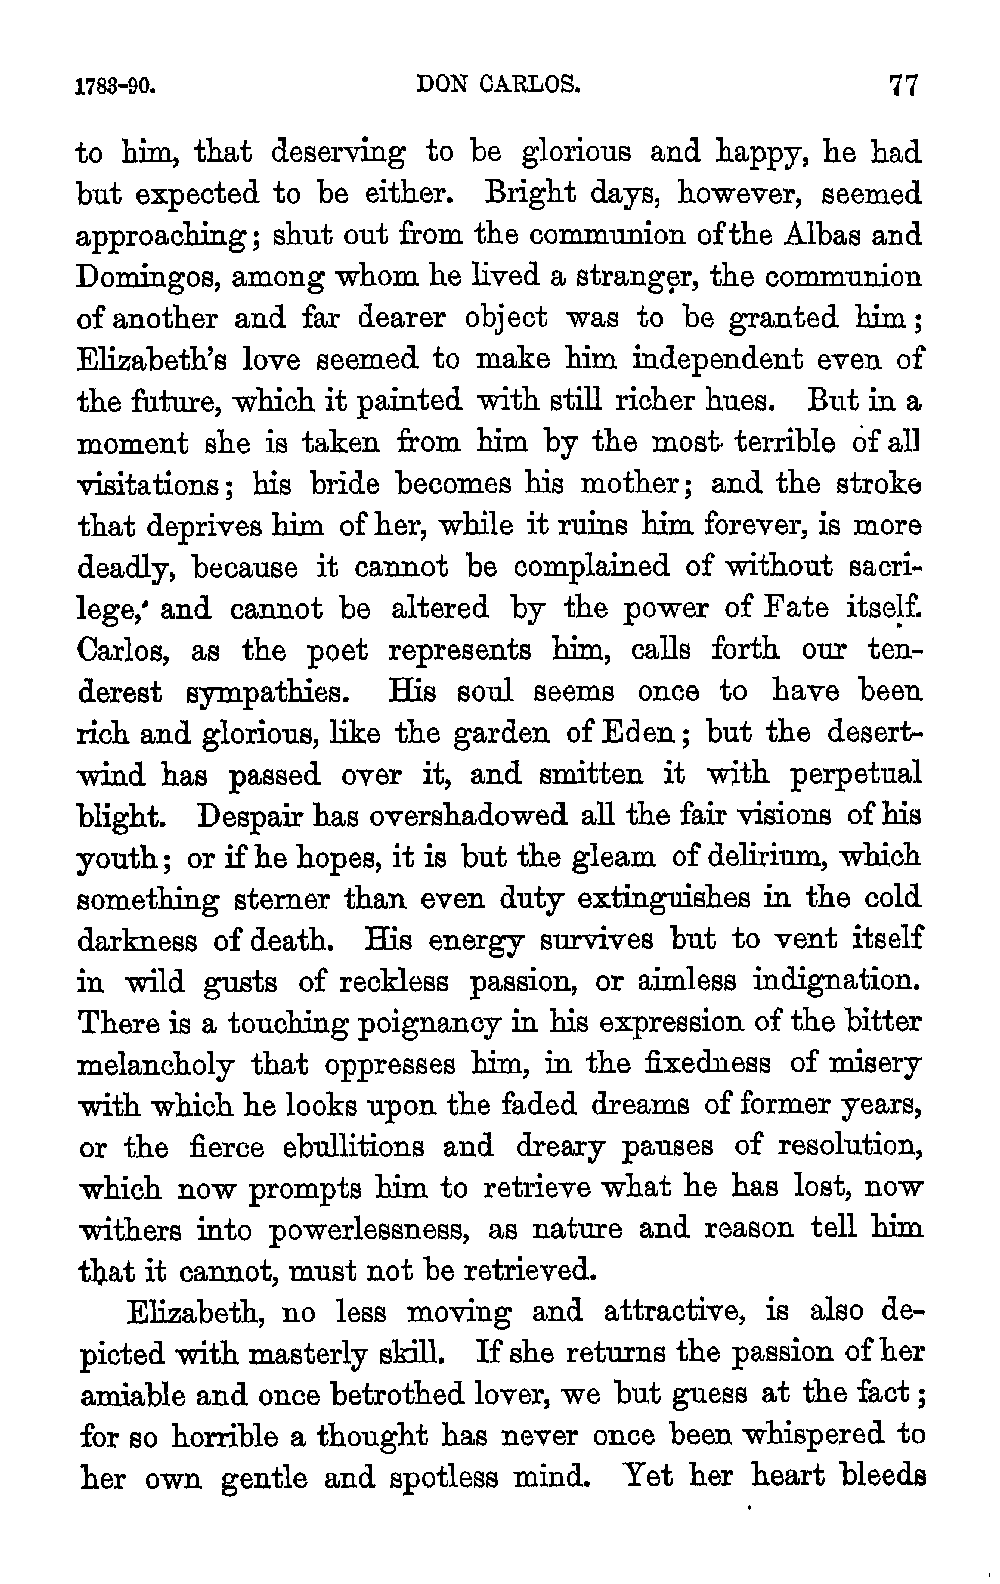 1783-90. DON CARLOS. 77
to him, that deserving to be glorious and happy, he had
but expected to be either. Bright days, however, seemed
approaching; shut out from the communion of the Albas and
Domingos, among whom he lived a stranger, the communion
of another and far dearer object was to be granted him;
Elizabeth's love seemed to make him independent even of
the future, which it painted with still richer hues. But in a
moment she is taken from him by the most terrible of all
visitations; his bride becomes his mother; and the stroke
that deprives him of her, while it ruins him forever, is more
deadly, because it cannot be complained of without sacri-
lege, and cannot be altered by the power of Fate itself.
Carlos, as the poet represents him, calls forth our ten-
derest sympathies. His soul seems once to have been
rich and glorious, like the garden of Eden; but the desert-
wind has passed over it, and smitten it with perpetual
blight. Despair has overshadowed all the fair visions of his
youth; or if he hopes, it is but the gleam of delirium, which
something sterner than even duty extinguishes in the cold
darkness of death. His energy survives but to vent itself
in wild gusts of reckless passion, or aimless indignation.
There is a touching poignancy in his expression of the bitter
melancholy that oppresses him, in the fixedness of misery
with which he looks upon the faded dreams of former years,
or the fierce ebullitions and dreary pauses of resolution,
which now prompts him to retrieve what he has lost, now
withers into powerlessness, as nature and reason tell him
that it cannot, must not be retrieved.
Elizabeth, no less moving and attractive, is also de-
picted with masterly skill. If she returns the passion of her
amiable and once betrothed lover, we but guess at the fact;
for so horrible a thought has never once been whispered to
her own gentle and spotless mind. Yet her heart bleeds